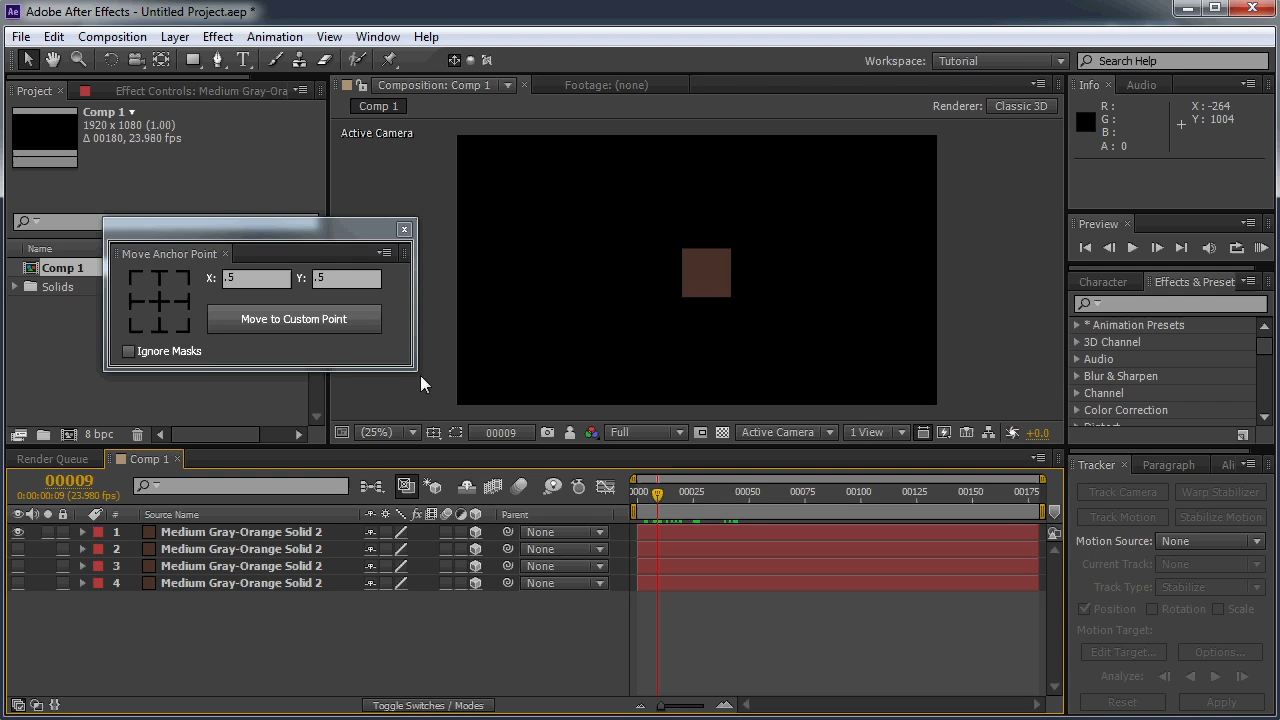 Ae Adobe After Effects - Untitled Project.aep *
File Edit Composition Layer Effect Animation View Window Help
T Workspace: Tutorial Search Help
Project × Effect Controls: Medium Gray-Ora
Composition: Comp 1 × Footage: (none)
Info × Audio
Comp 1
1920 x 1080 (1.00)
Δ 00180, 23.980 fps
Comp 1
Renderer: Classic 3D
Active Camera
R :
G :
B :
A : 0
X : -264
Y : 1004
Name
Comp 1
Solids
Move Anchor Point ×
X: .5 Y: .5
Move to Custom Point
Ignore Masks
Preview ×
Character Effects & Preset
* Animation Presets
3D Channel
Audio
Blur & Sharpen
Channel
Color Correction
8 bpc
(25%) 00009 Full Active Camera 1 View +0.0
Render Queue Comp 1 ×
00009
0:00:00:09 (23.980 fps)
0000 00025 00050 00075 00100 00125 00150 00175
# Source Name fx Parent
1 Medium Gray-Orange Solid 2 None
2 Medium Gray-Orange Solid 2 None
3 Medium Gray-Orange Solid 2 None
4 Medium Gray-Orange Solid 2 None
Toggle Switches / Modes
Tracker × Paragraph Ali
Track Camera Warp Stabilizer
Track Motion Stabilize Motion
Motion Source: None
Current Track: None
Track Type: Stabilize
Position Rotation Scale
Motion Target:
Edit Target... Options...
Analyze:
Reset Apply